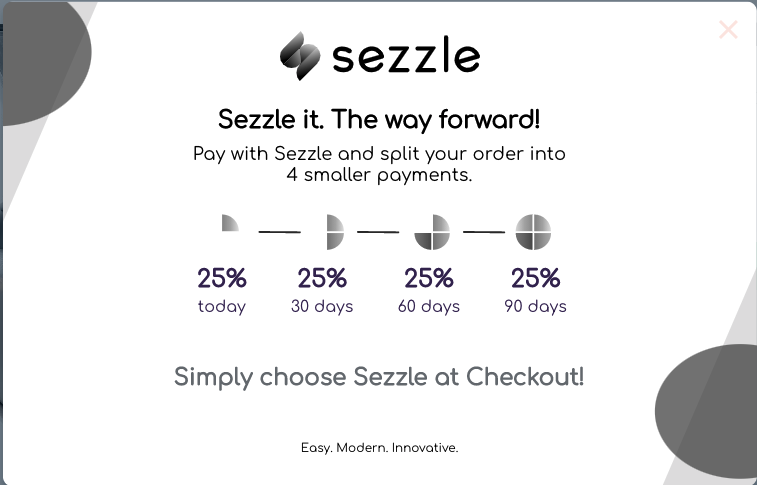 sezzle
Sezzle it. The way forward!
Pay with Sezzle and split your order into
4 smaller payments.
25% 25% 25% 25%
today 30 days 60 days 90 days
Simply choose Sezzle at Checkout!
Easy. Modern. Innovative.